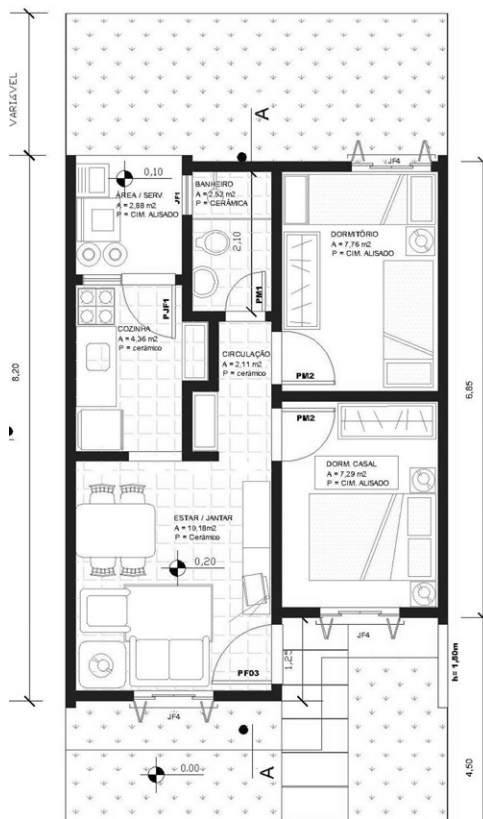 VARIÁVEL
A
0,10
JF4
ÁREA / SERV.
A = 2,88 m2
P = CIM. ALISADO
JF1
BANHEIRO
A = 2,52 m2
P = CERÂMICA
2,10
DORMITÓRIO
A = 7,76 m2
P = CIM. ALISADO
PJF1
PM1
COZINHA
A = 4,36 m2
P = cerâmico
CIRCULAÇÃO
A = 2,11 m2
P = cerâmico
PM2
8,20
6,85
PM2
DORM. CASAL
A = 7,29 m2
P = CIM. ALISADO
ESTAR / JANTAR
A = 10,18m2
P = Cerâmico
0,20
PF03
1,25
JF4
h= 1,80m
JF4
0.00
A
4,50